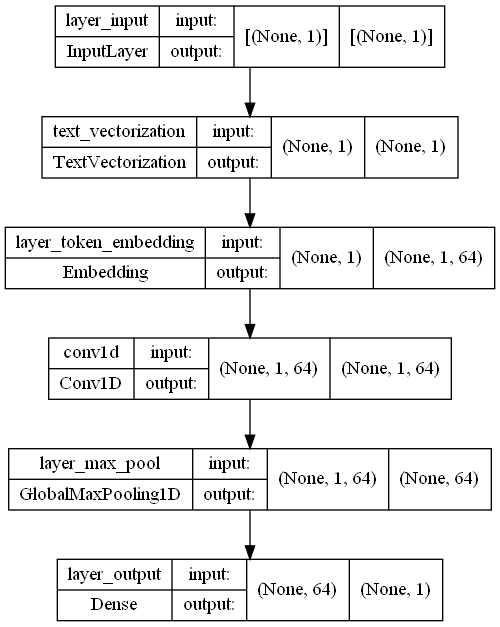 layer_input input: [(None, 1)] [(None, 1)]
InputLayer output:
text_vectorization input: (None, 1) (None, 1)
TextVectorization output:
layer_token_embedding input: (None, 1) (None, 1, 64)
Embedding output:
conv1d input: (None, 1, 64) (None, 1, 64)
Conv1D output:
layer_max_pool input: (None, 1, 64) (None, 64)
GlobalMaxPooling1D output:
layer_output input: (None, 64) (None, 1)
Dense output: